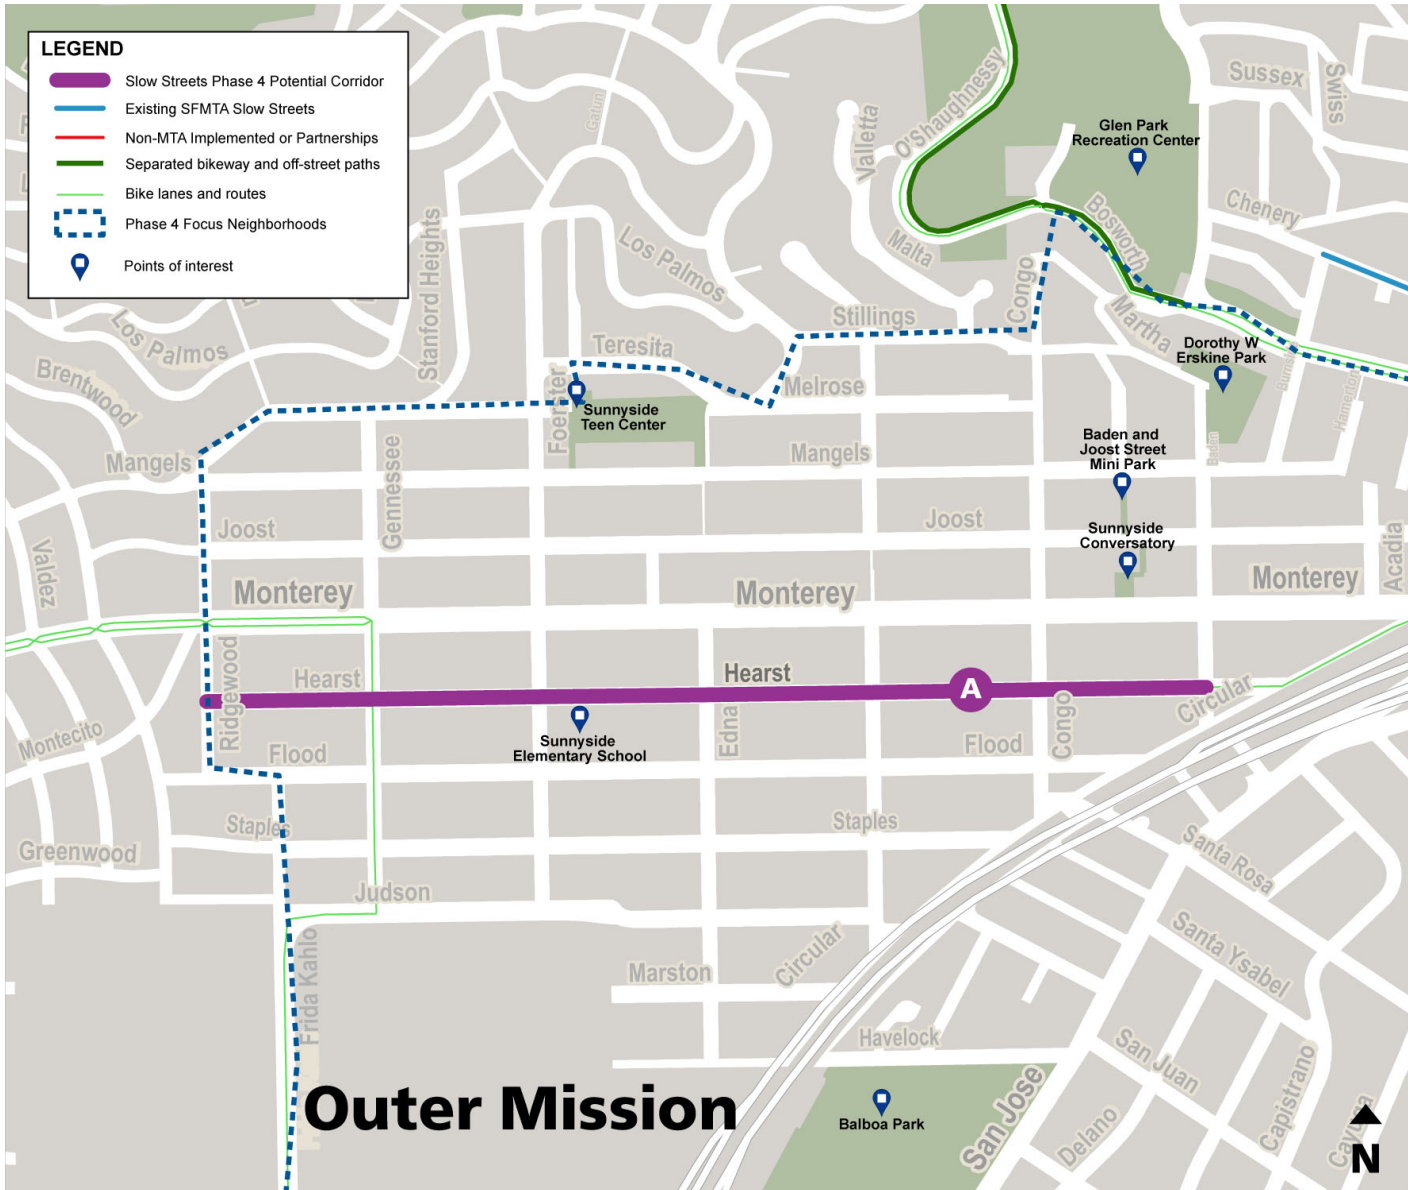 LEGEND
Slow Streets Phase 4 Potential Corridor
Existing SFMTA Slow Streets
Non-MTA Implemented or Partnerships
Separated bikeway and off-street paths
Bike lanes and routes
Phase 4 Focus Neighborhoods
Points of interest
Gatun
Valletta
O'Shaughnessy
Sussex
Swiss
Glen Park
Recreation Center
Chenery
Bosworth
Malta
Los Palmos
Stanford Heights
Los Palmos
Congo
Stillings
Martha
Teresita
Dorothy W
Erskine Park
Burnside
Hamerton
Brentwood
Melrose
Foerster
Sunnyside
Teen Center
Mangels
Gennessee
Mangels
Baden and
Joost Street
Mini Park
Baden
Joost
Joost
Sunnyside
Conversatory
Acadia
Valdez
Monterey
Monterey
Monterey
Ridgewood
Hearst
Hearst
A
Circular
Montecito
Flood
Sunnyside
Elementary School
Edna
Flood
Congo
Staples
Staples
Greenwood
Santa Rosa
Judson
Santa Ysabel
Frida Kahlo
Marston
Circular
Havelock
San Juan
Outer Mission
Balboa Park
San Jose
Delano
Capistrano
Cayuga
N